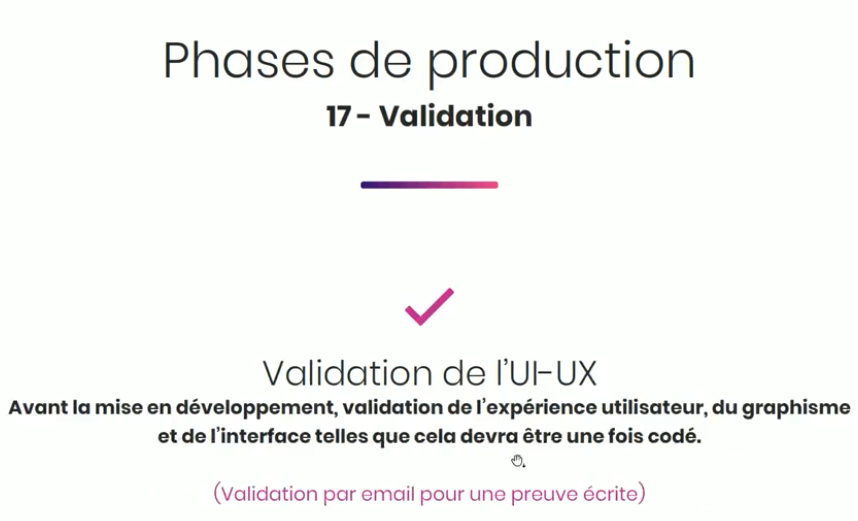 Phases de production
17 - Validation
Validation de l'UI-UX
Avant la mise en développement, validation de l'expérience utilisateur, du graphisme
et de l'interface telles que cela devra être une fois codé.
(Validation par email pour une preuve écrite)